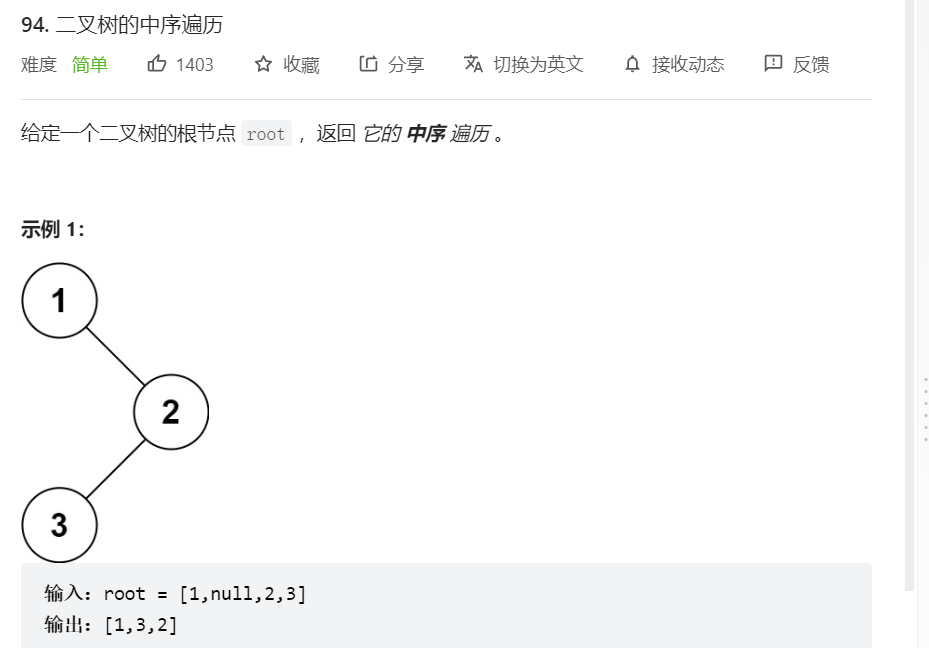 94. 二叉树的中序遍历
难度 简单 1403 收藏 分享 切换为英文 接收动态 反馈
给定一个二叉树的根节点 root ，返回 它的 中序 遍历 。
示例 1：
1
2
3
输入：root = [1,null,2,3]
输出：[1,3,2]